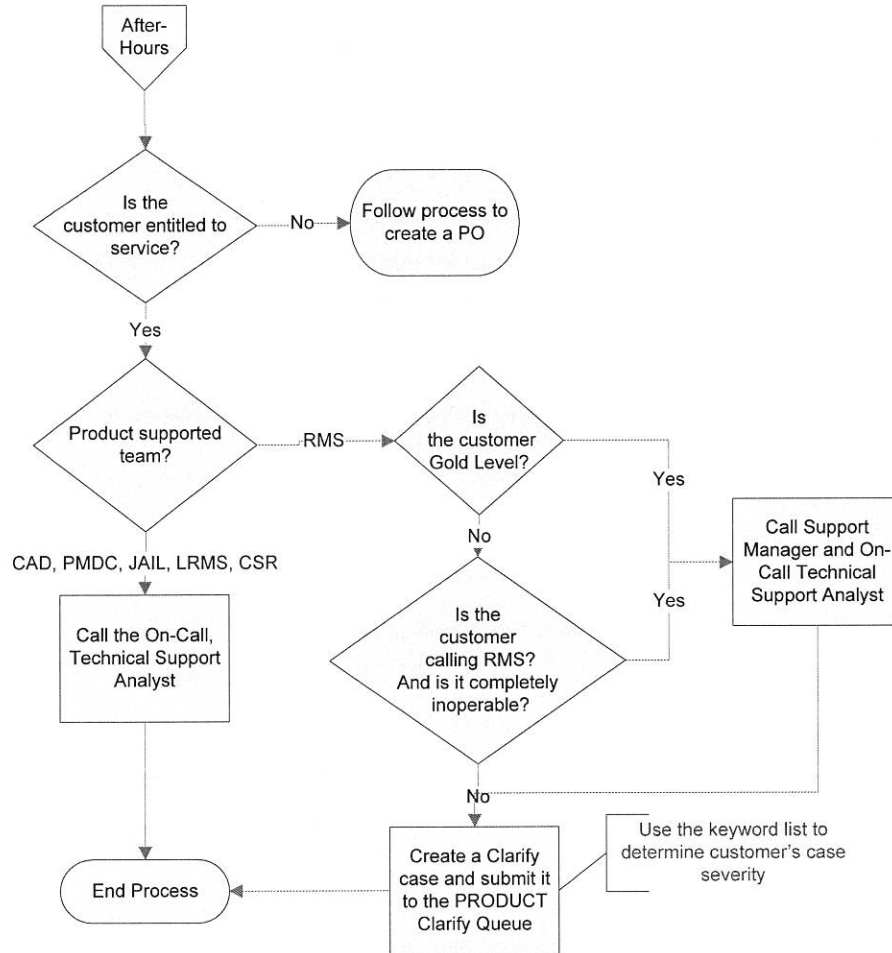 After-
Hours
Is the
customer entitled to
service?
No
Follow process to
create a PO
Yes
Product supported
team?
RMS
Is
the customer
Gold Level?
Yes
No
CAD, PMDC, JAIL, LRMS, CSR
Call Support
Manager and On-
Call Technical
Support Analyst
Call the On-Call,
Technical Support
Analyst
Is the
customer
calling RMS?
And is it completely
inoperable?
Yes
No
Create a Clarify
case and submit it
to the PRODUCT
Clarify Queue
Use the keyword list to
determine customer's case
severity
End Process